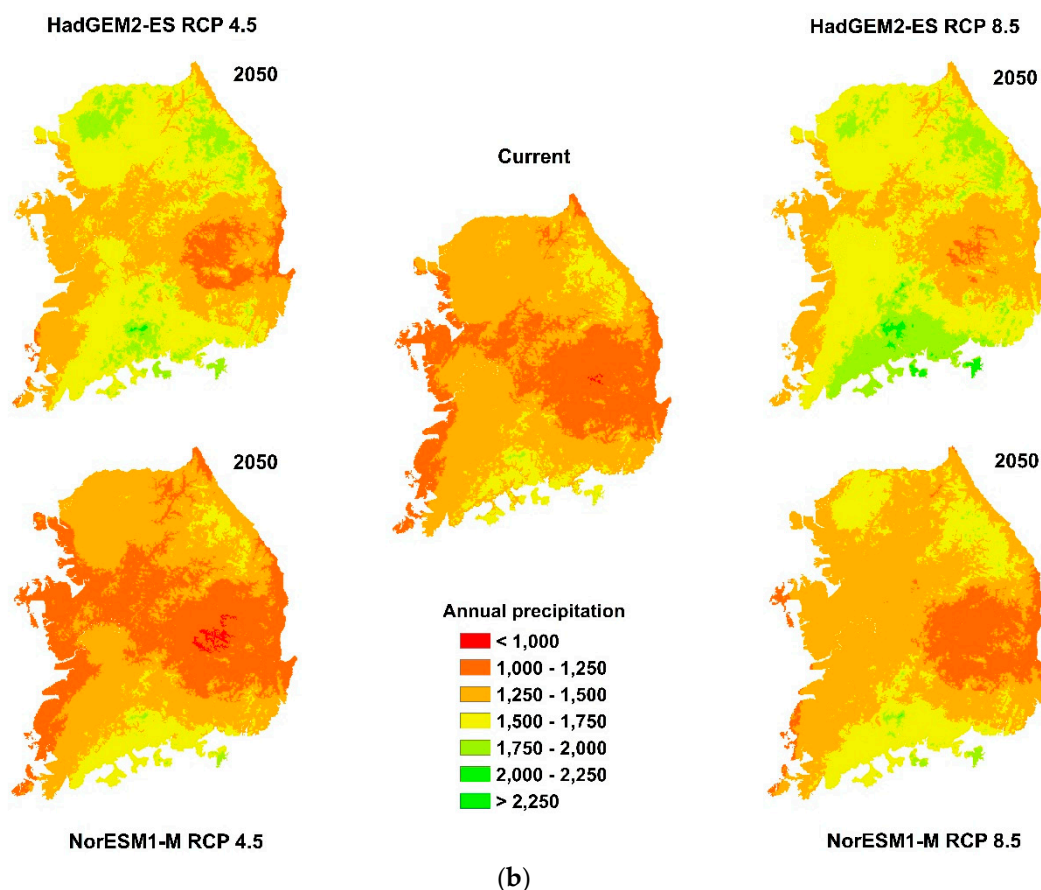 HadGEM2-ES RCP 4.5
HadGEM2-ES RCP 8.5
2050
2050
Current
2050
2050
Annual precipitation
< 1,000
1,000 - 1,250
1,250 - 1,500
1,500 - 1,750
1,750 - 2,000
2,000 - 2,250
> 2,250
NorESM1-M RCP 4.5
NorESM1-M RCP 8.5
(b)